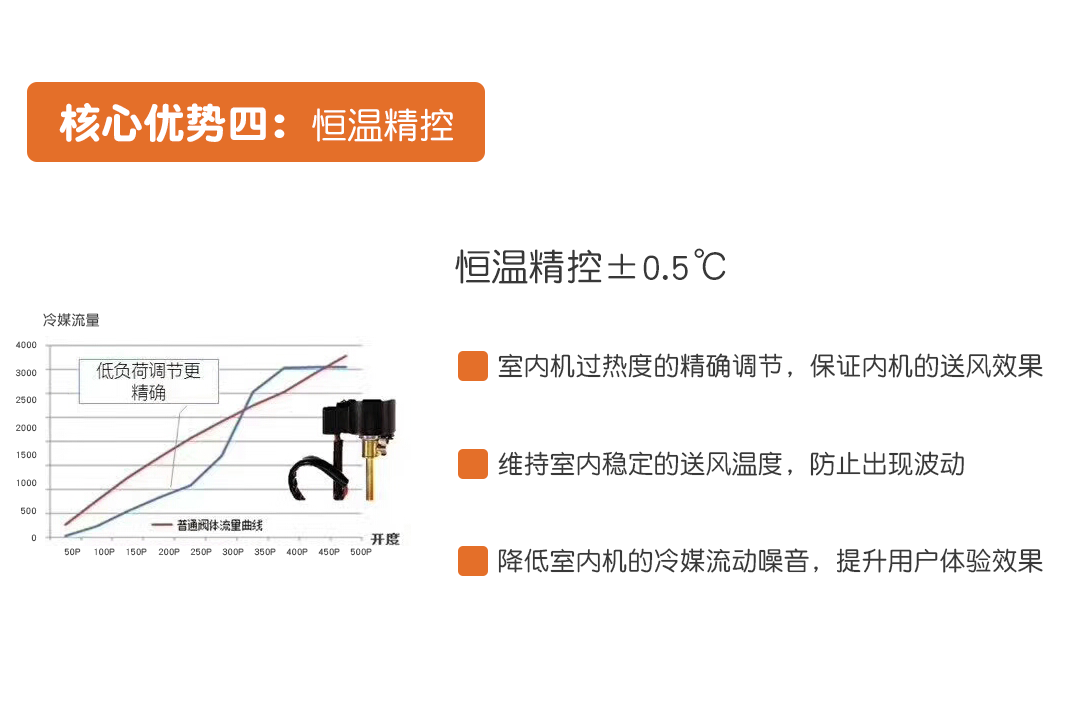 核心优势四：恒温精控
恒温精控±0.5℃
冷媒流量
4000
3000
2500
2000
1500
1000
500
0
低负荷调节更
精确
普通阀体流量曲线
开度
50P 100P 150P 200P 250P 300P 350P 400P 450P 500P
室内机过热度的精确调节，保证内机的送风效果
维持室内稳定的送风温度，防止出现波动
降低室内机的冷媒流动噪音，提升用户体验效果